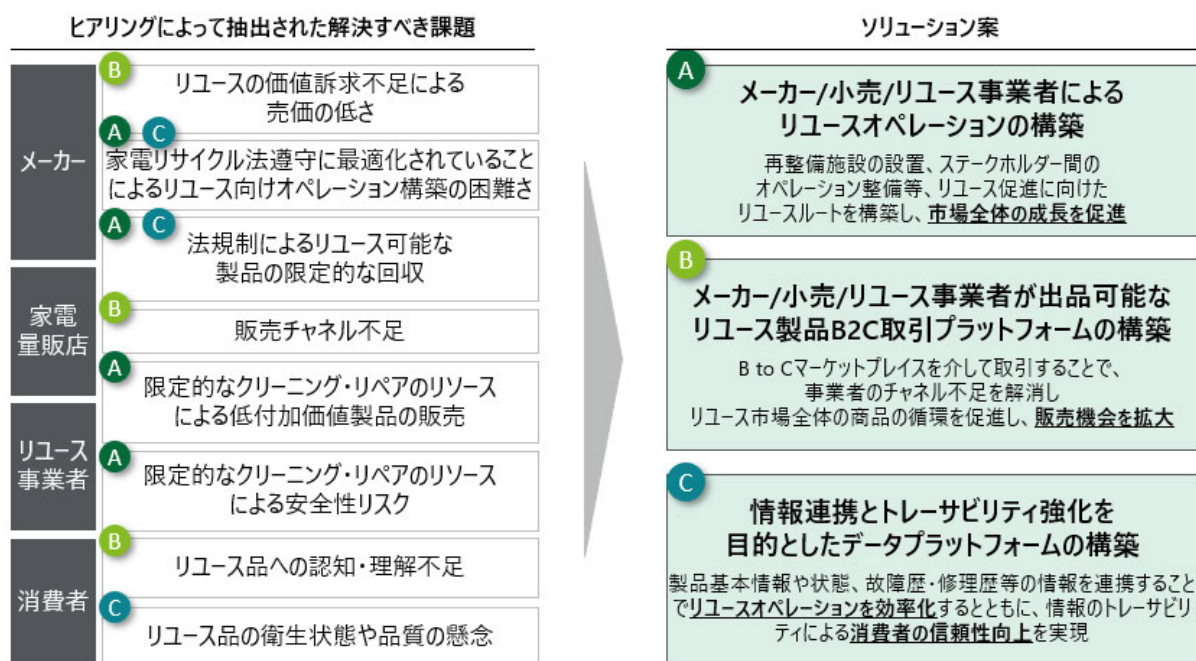 ヒアリングによって抽出された解決すべき課題
メーカー
B
リユースの価値訴求不足による
売価の低さ
A C
家電リサイクル法遵守に最適化されていること
によるリユース向けオペレーション構築の困難さ
A C
法規制によるリユース可能な
製品の限定的な回収
家電
量販店
B
販売チャネル不足
A
限定的なクリーニング・リペアのリソース
による低付加価値製品の販売
リユース
事業者
A
限定的なクリーニング・リペアのリソース
による安全性リスク
消費者
B
リユース品への認知・理解不足
C
リユース品の衛生状態や品質の懸念
ソリューション案
A
メーカー/小売/リユース事業者による
リユースオペレーションの構築
再整備施設の設置、ステークホルダー間の
オペレーション整備等、リユース促進に向けた
リユースルートを構築し、市場全体の成長を促進
B
メーカー/小売/リユース事業者が出品可能な
リユース製品B2C取引プラットフォームの構築
B to Cマーケットプレイスを介して取引することで、
事業者のチャネル不足を解消し
リユース市場全体の商品の循環を促進し、販売機会を拡大
C
情報連携とトレーサビリティ強化を
目的としたデータプラットフォームの構築
製品基本情報や状態、故障歴・修理歴等の情報を連携すること
でリユースオペレーションを効率化するとともに、情報のトレーサビリ
ティによる消費者の信頼性向上を実現